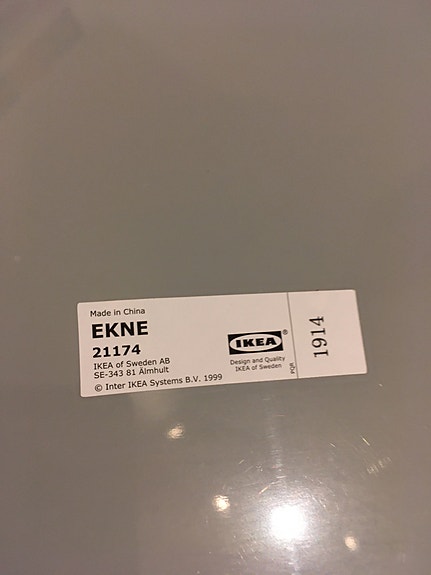 Made in China
EKNE
21174
IKEA of Sweden AB
SE-343 81 Älmhult
© Inter IKEA Systems B.V. 1999
IKEA®
Design and Quality
IKEA of Sweden
PQR
1914